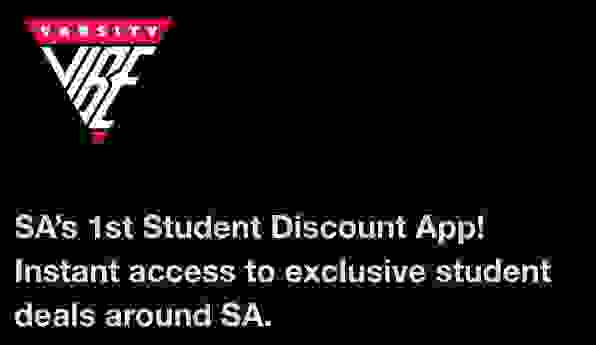 VARSITY
VIBE
SA's 1st Student Discount App!
Instant access to exclusive student
deals around SA.